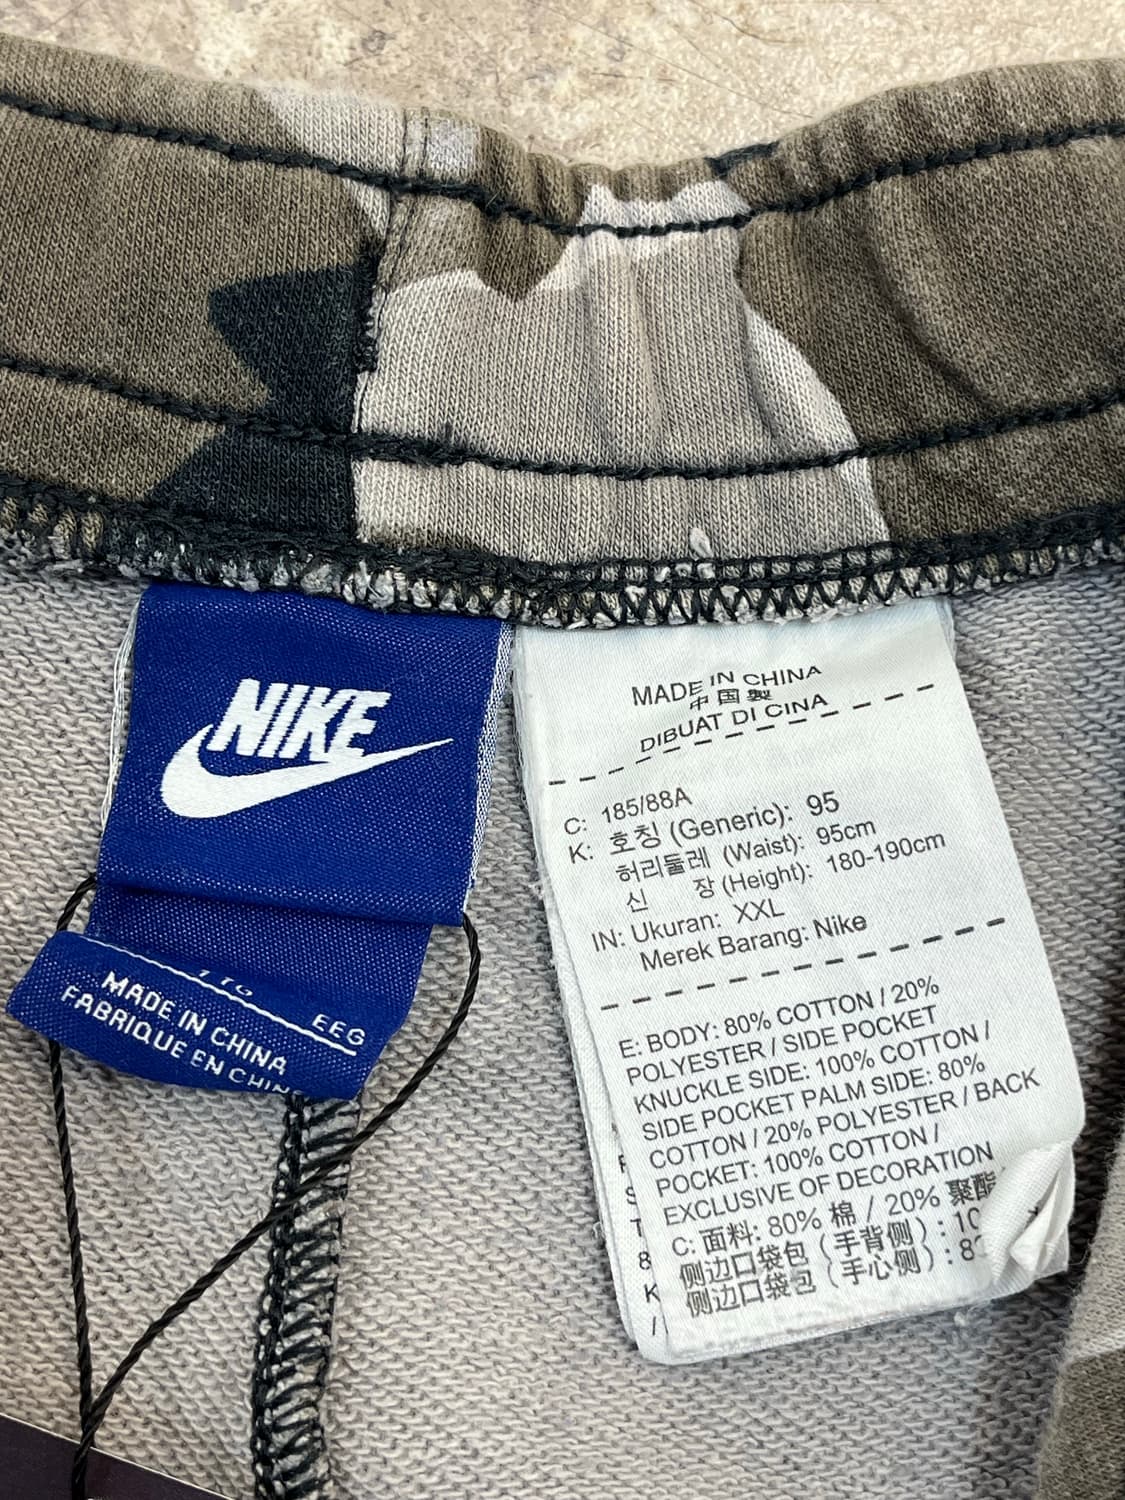 NIKE
TTG
EEG
MADE IN CHINA
FABRIQUE EN CHINE
MADE IN CHINA
中国製
DIBUAT DI CINA
C: 185/88A
K: 호칭 (Generic): 95
허리둘레 (Waist): 95cm
신 장 (Height): 180-190cm
IN: Ukuran: XXL
Merek Barang: Nike
E: BODY: 80% COTTON / 20%
POLYESTER / SIDE POCKET
KNUCKLE SIDE: 100% COTTON /
SIDE POCKET PALM SIDE: 80%
COTTON / 20% POLYESTER / BACK
POCKET: 100% COTTON /
EXCLUSIVE OF DECORATION
C: 面料: 80% 棉 / 20% 聚酯
侧边口袋包（手背侧）: 10
侧边口袋包（手心侧）: 8